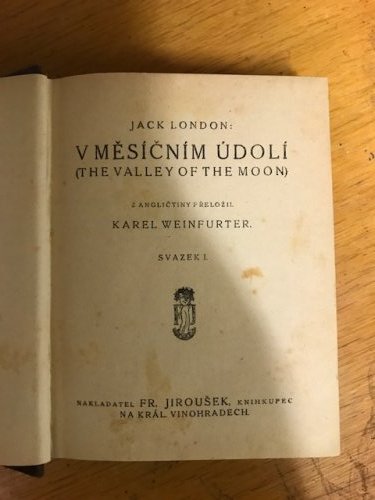 JACK LONDON:
V MĚSÍČNÍM ÚDOLÍ
(THE VALLEY OF THE MOON)
Z ANGLIČTINY PŘELOŽIL
KAREL WEINFURTER.
SVAZEK I.
NAKLADATEL FR. JIROUŠEK, KNIHKUPEC
NA KRÁL. VINOHRADECH.